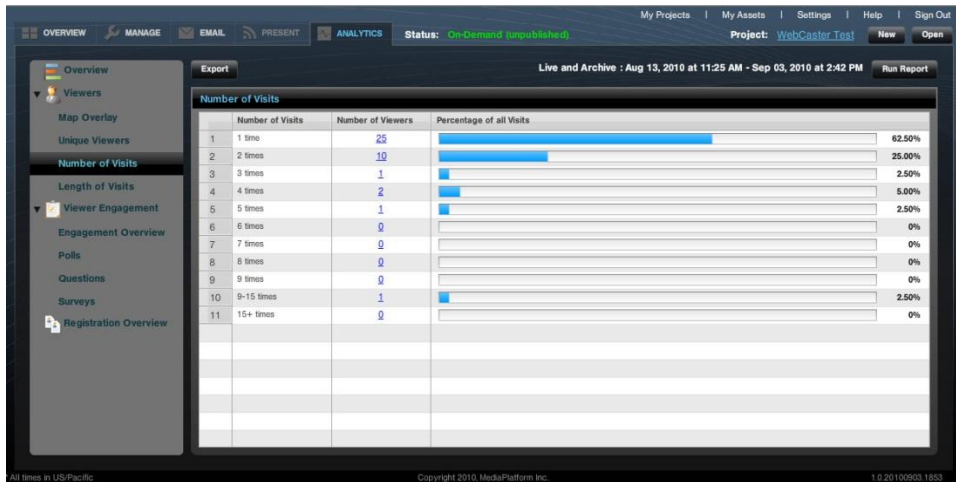 My Projects | My Assets | Settings | Help | Sign Out
OVERVIEW MANAGE EMAIL PRESENT ANALYTICS Status: On-Demand (unpublished) Project: WebCaster Test New Open
Overview
Viewers
Map Overlay
Unique Viewers
Number of Visits
Length of Visits
Viewer Engagement
Engagement Overview
Polls
Questions
Surveys
Registration Overview
Export Live and Archive : Aug 13, 2010 at 11:25 AM - Sep 03, 2010 at 2:42 PM Run Report
Number of Visits
Number of Visits Number of Viewers Percentage of all Visits
1 1 time 25 62.50%
2 2 times 10 25.00%
3 3 times 1 2.50%
4 4 times 2 5.00%
5 5 times 1 2.50%
6 6 times 0 0%
7 7 times 0 0%
8 8 times 0 0%
9 9 times 0 0%
10 9-15 times 1 2.50%
11 15+ times 0 0%
* All times in US/Pacific Copyright 2010, MediaPlatform Inc. 1.0.20100903.1853